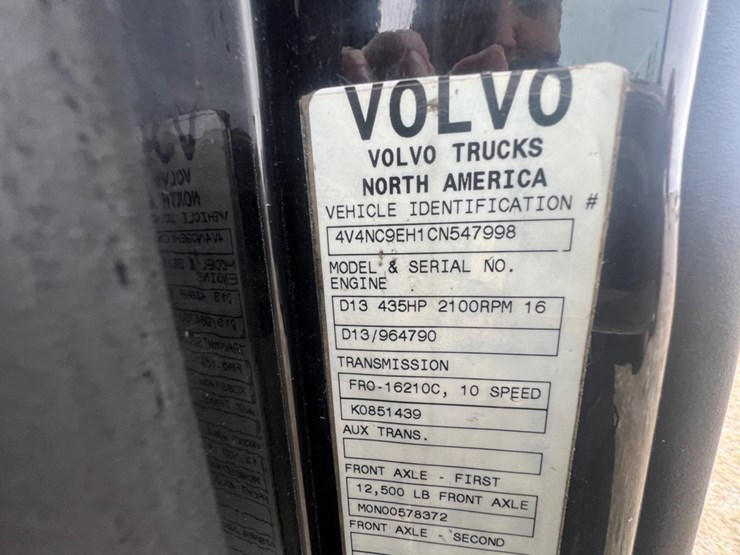 VOLVO
VOLVO TRUCKS
NORTH AMERICA
VEHICLE IDENTIFICATION #
4V4NC9EH1CN547998
MODEL & SERIAL NO.
ENGINE
D13 435HP 2100RPM 16
D13/964790
TRANSMISSION
FRO-16210C, 10 SPEED
K0851439
AUX TRANS.
FRONT AXLE - FIRST
12,500 LB FRONT AXLE
MON00578372
FRONT AXLE - SECOND